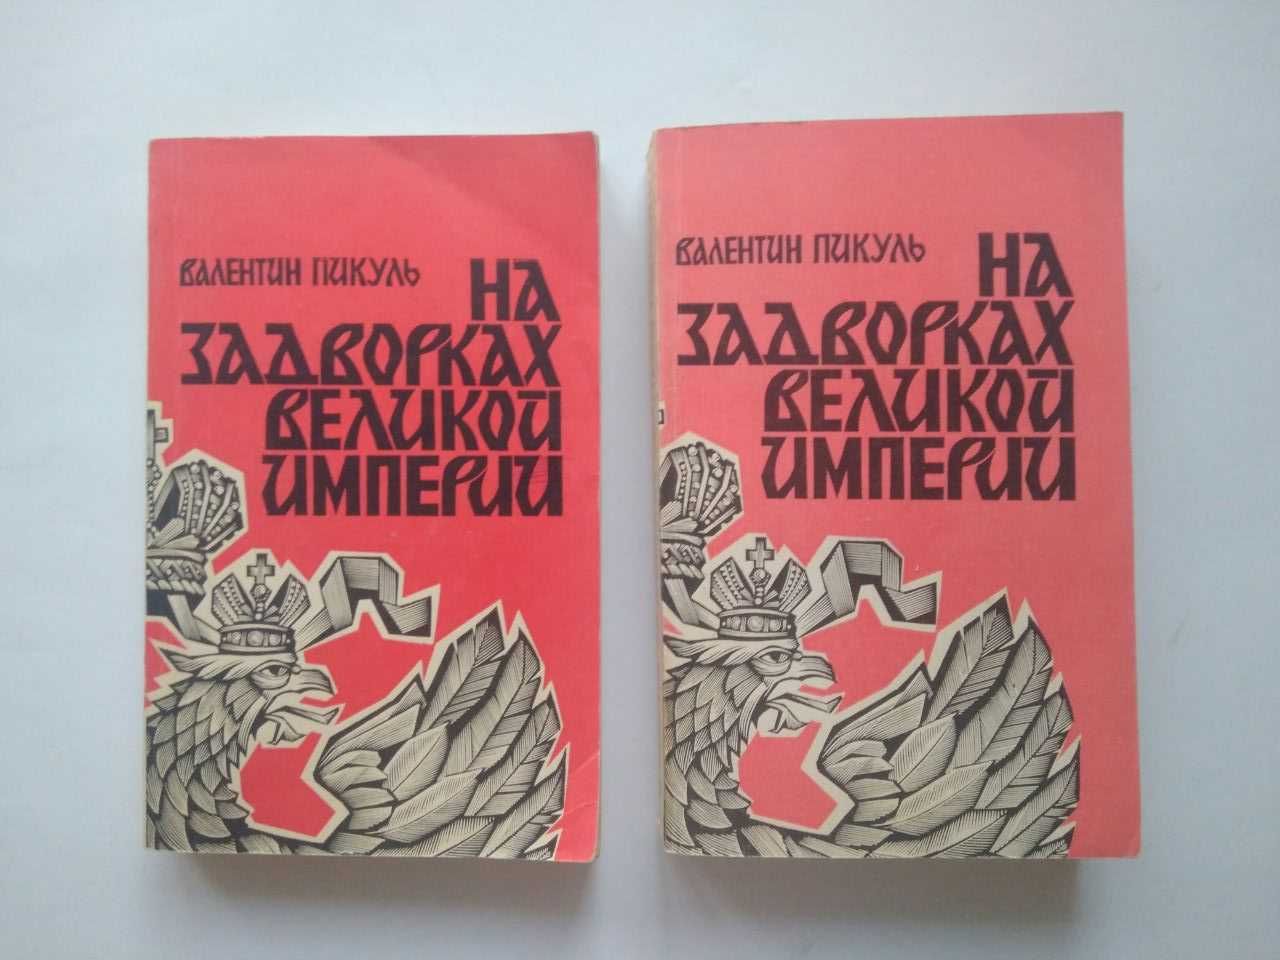 ВАЛЕНТИН ПИКУЛЬ
НА
ЗАДВОРКАХ
ВЕЛИКОЙ
ИМПЕРИИ
ВАЛЕНТИН ПИКУЛЬ
НА
ЗАДВОРКАХ
ВЕЛИКОЙ
ИМПЕРИИ